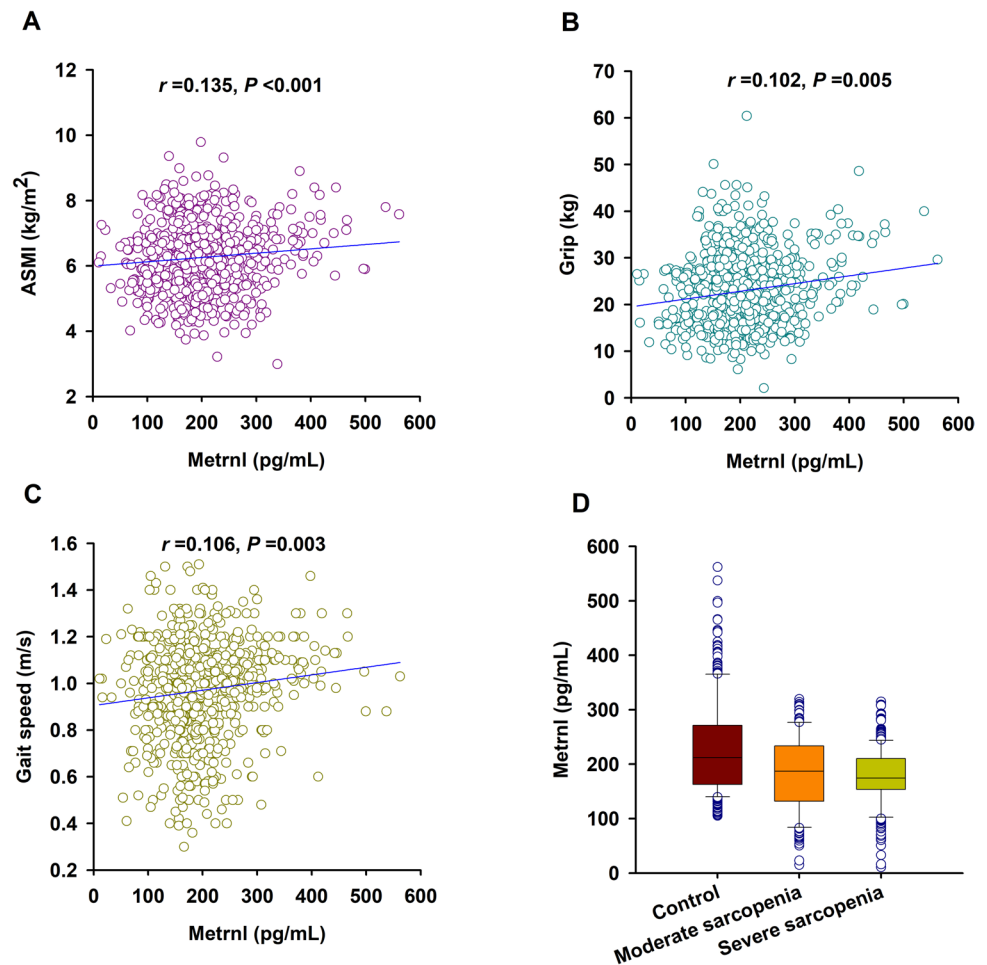 A
r =0.135, P <0.001
12
10
8
6
4
2
ASMI (kg/m²)
0 100 200 300 400 500 600
Metrnl (pg/mL)
B
r =0.102, P =0.005
70
60
50
40
30
20
10
0
Grip (kg)
0 100 200 300 400 500 600
Metrnl (pg/mL)
C
r =0.106, P =0.003
1.6
1.4
1.2
1.0
0.8
0.6
0.4
0.2
Gait speed (m/s)
0 100 200 300 400 500 600
Metrnl (pg/mL)
D
600
500
400
300
200
100
0
Metrnl (pg/mL)
Control
Moderate sarcopenia
Severe sarcopenia